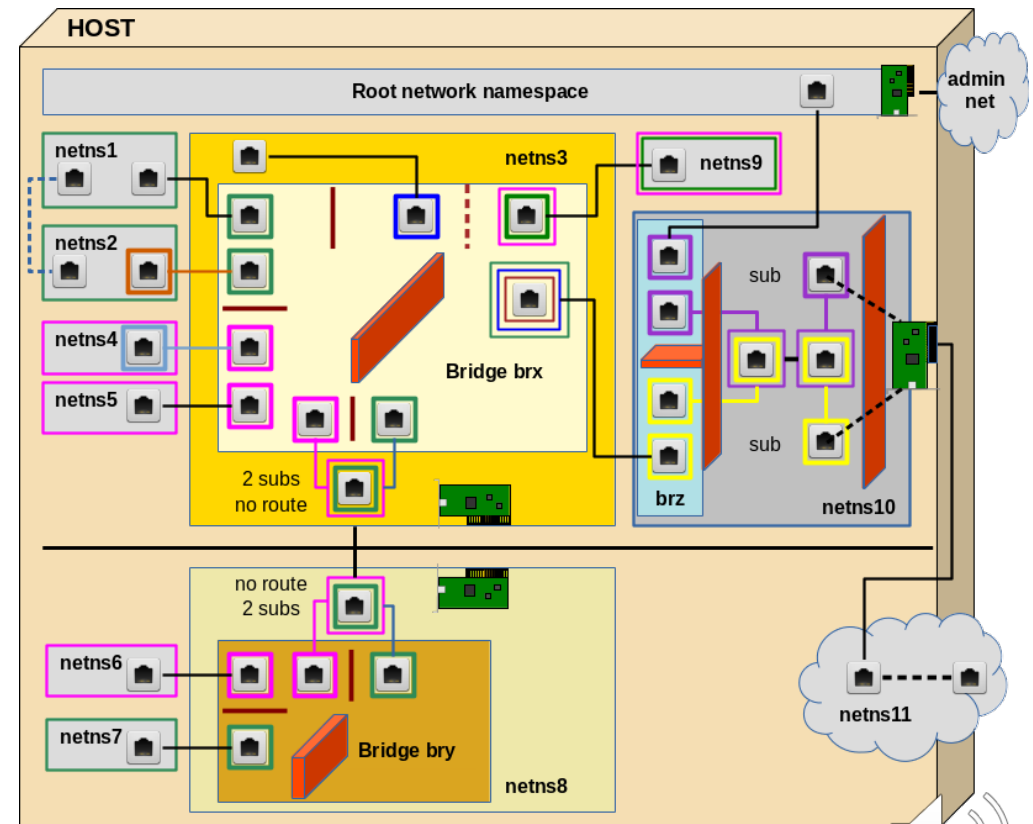 HOST
Root network namespace
admin
net
netns1
netns3
netns9
netns2
sub
netns4
Bridge brx
netns5
sub
2 subs
no route
brz
netns10
no route
2 subs
netns6
netns11
netns7
Bridge bry
netns8